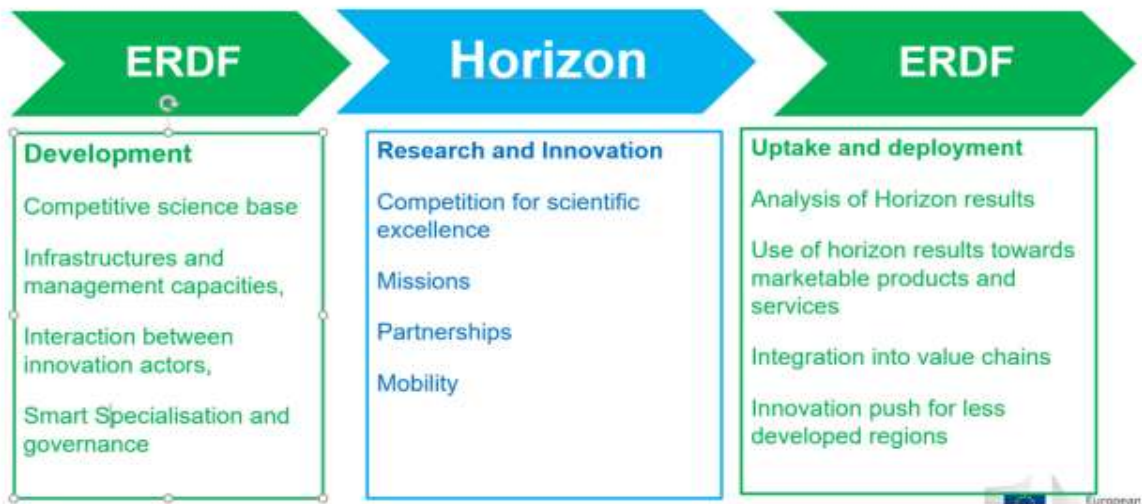 ERDF
Horizon
ERDF
Development
Competitive science base
Infrastructures and
management capacities,
Interaction between
innovation actors,
Smart Specialisation and
governance
Research and Innovation
Competition for scientific
excellence
Missions
Partnerships
Mobility
Uptake and deployment
Analysis of Horizon results
Use of horizon results towards
marketable products and
services
Integration into value chains
Innovation push for less
developed regions
European